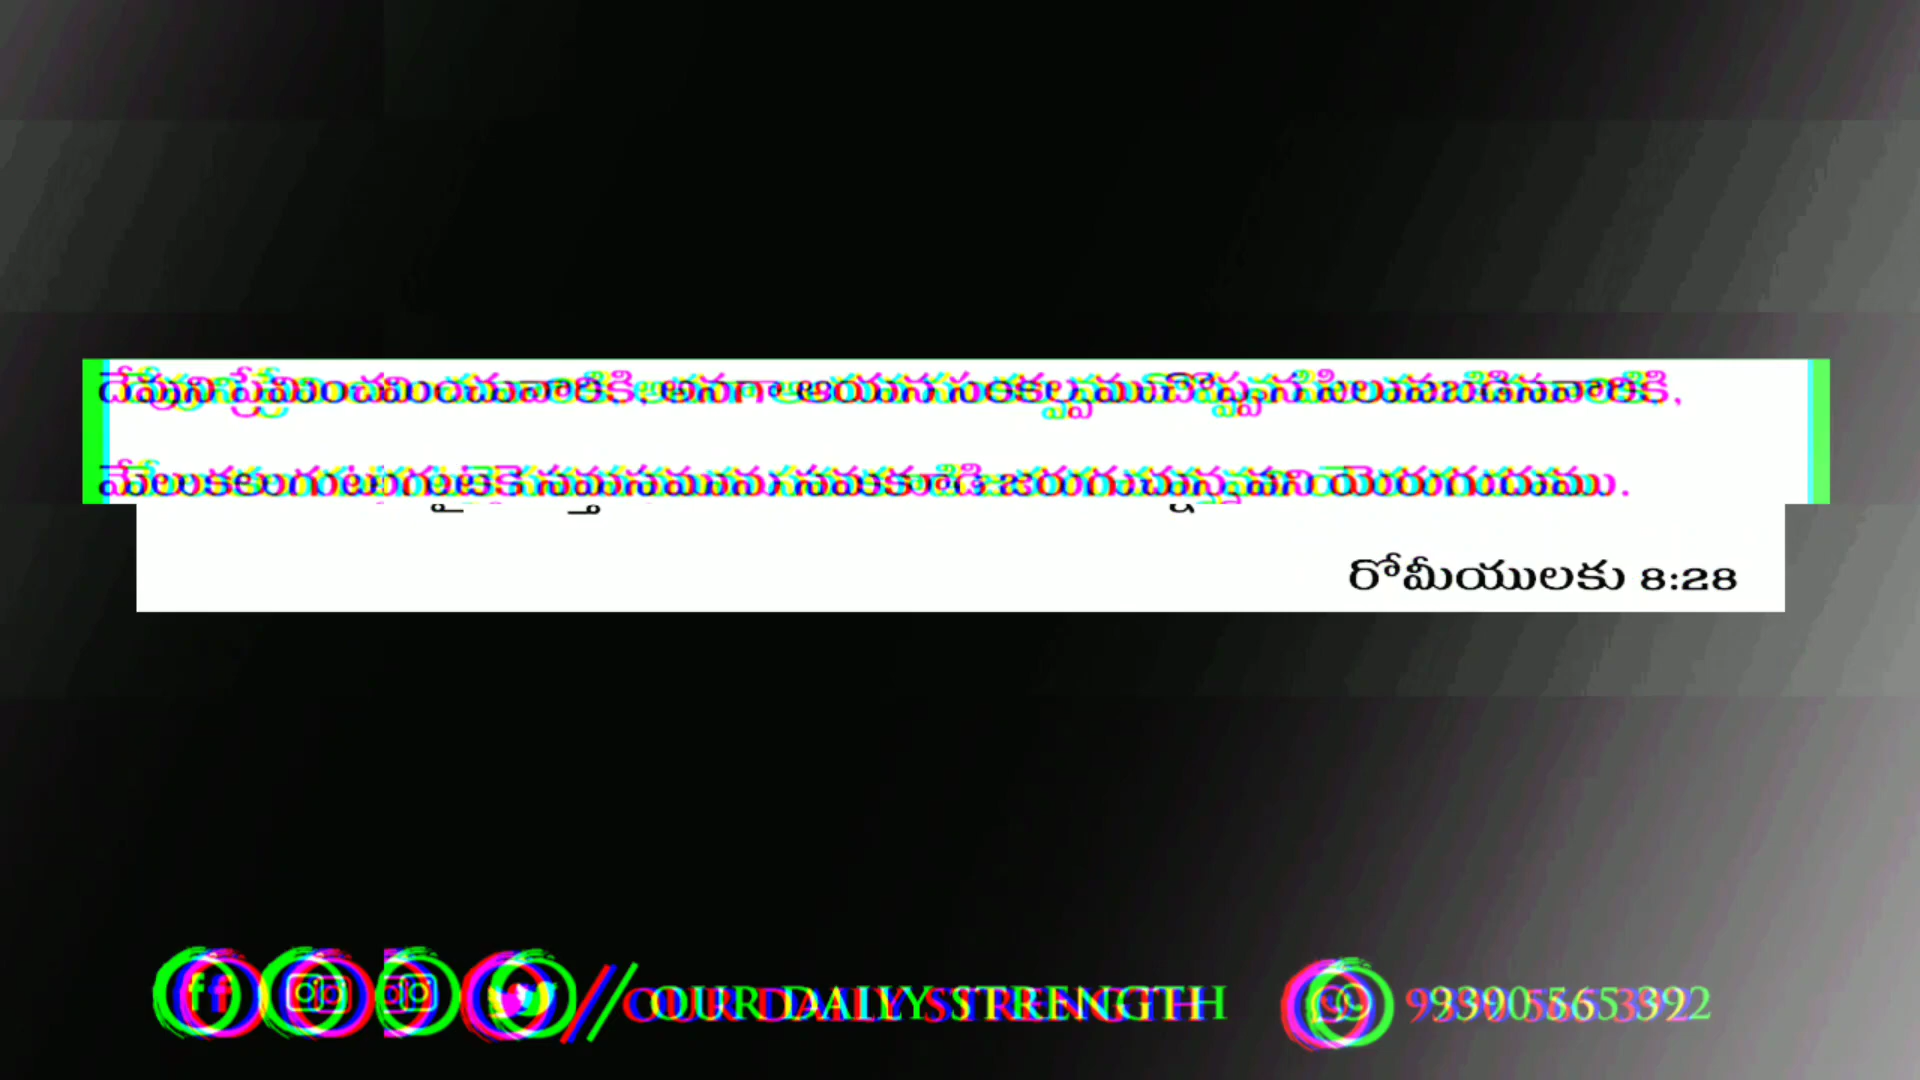 దేవుని ప్రేమించువారికి, అనగా ఆయన సంకల్పముచొప్పున పిలువబడినవారికి,
మేలుకలుగుటకై సమస్తమును సమకూడి జరుగుచున్నవని యెరుగుదుము.
రోమీయులకు 8:28
OUR DAILY STRENGTH